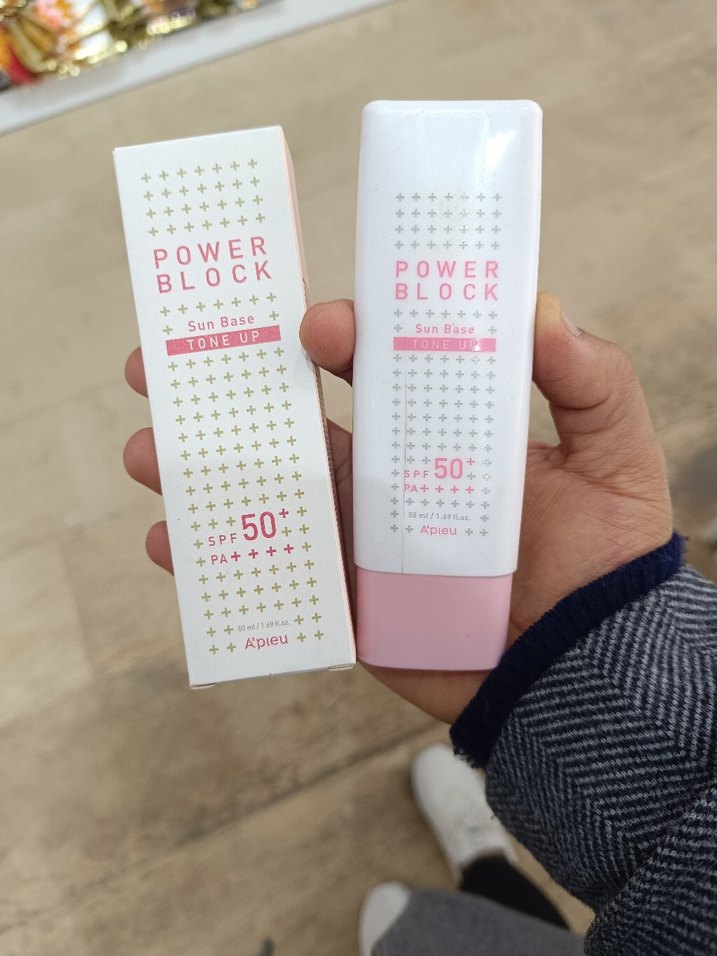 POWER
BLOCK
Sun Base
TONE UP
SPF 50+
PA++++
50 ml / 1.69 fl.oz.
A'PIEU
POWER
BLOCK
Sun Base
TONE UP
SPF 50+
PA++++
50 ml / 1.69 fl.oz.
A'PIEU